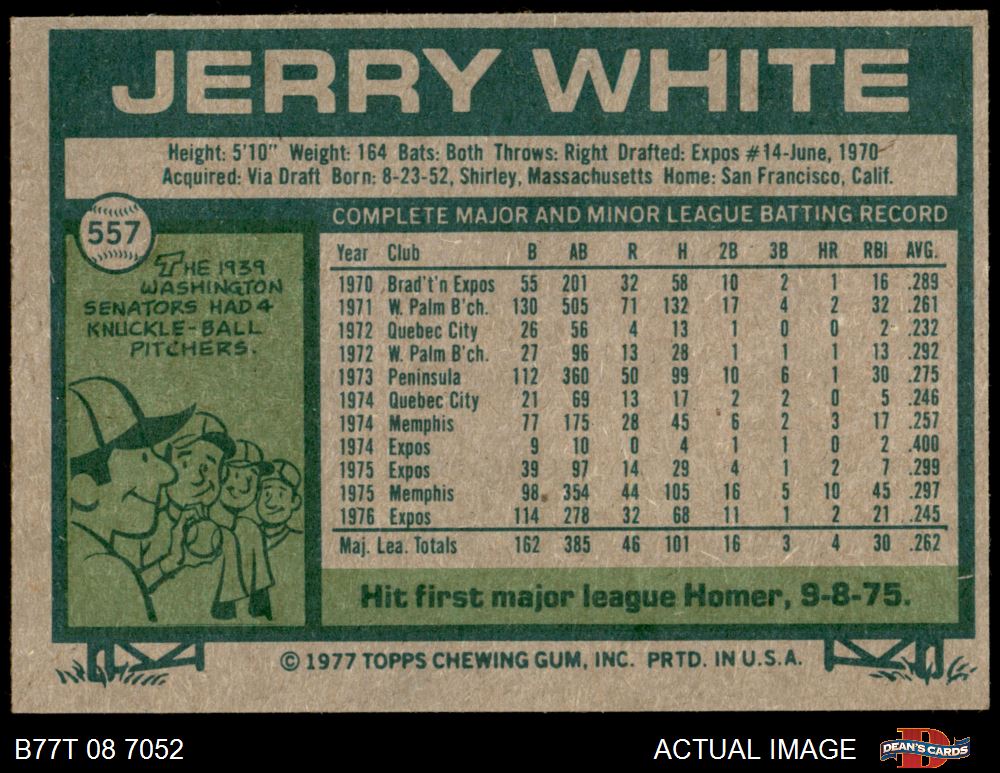 JERRY WHITE
Height: 5'10" Weight: 164 Bats: Both Throws: Right Drafted: Expos #14-June, 1970
Acquired: Via Draft Born: 8-23-52, Shirley, Massachusetts Home: San Francisco, Calif.
557
THE 1939
WASHINGTON
SENATORS HAD 4
KNUCKLE-BALL
PITCHERS.
COMPLETE MAJOR AND MINOR LEAGUE BATTING RECORD
Year Club B AB R H 2B 3B HR RBI AVG.
1970 Brad't'n Expos 55 201 32 58 10 2 1 16 .289
1971 W. Palm B'ch. 130 505 71 132 17 4 2 32 .261
1972 Quebec City 26 56 4 13 1 0 0 2 .232
1972 W. Palm B'ch. 27 96 13 28 1 1 1 13 .292
1973 Peninsula 112 360 50 99 10 6 1 30 .275
1974 Quebec City 21 69 13 17 2 2 0 5 .246
1974 Memphis 77 175 28 45 6 2 3 17 .257
1974 Expos 9 10 0 4 1 1 0 2 .400
1975 Expos 39 97 14 29 4 1 2 7 .299
1975 Memphis 98 354 44 105 16 5 10 45 .297
1976 Expos 114 278 32 68 11 1 2 21 .245
Maj. Lea. Totals 162 385 46 101 16 3 4 30 .262
Hit first major league Homer, 9-8-75.
© 1977 TOPPS CHEWING GUM, INC. PRTD. IN U.S.A.
B77T 08 7052
ACTUAL IMAGE
D
DEAN'S CARDS